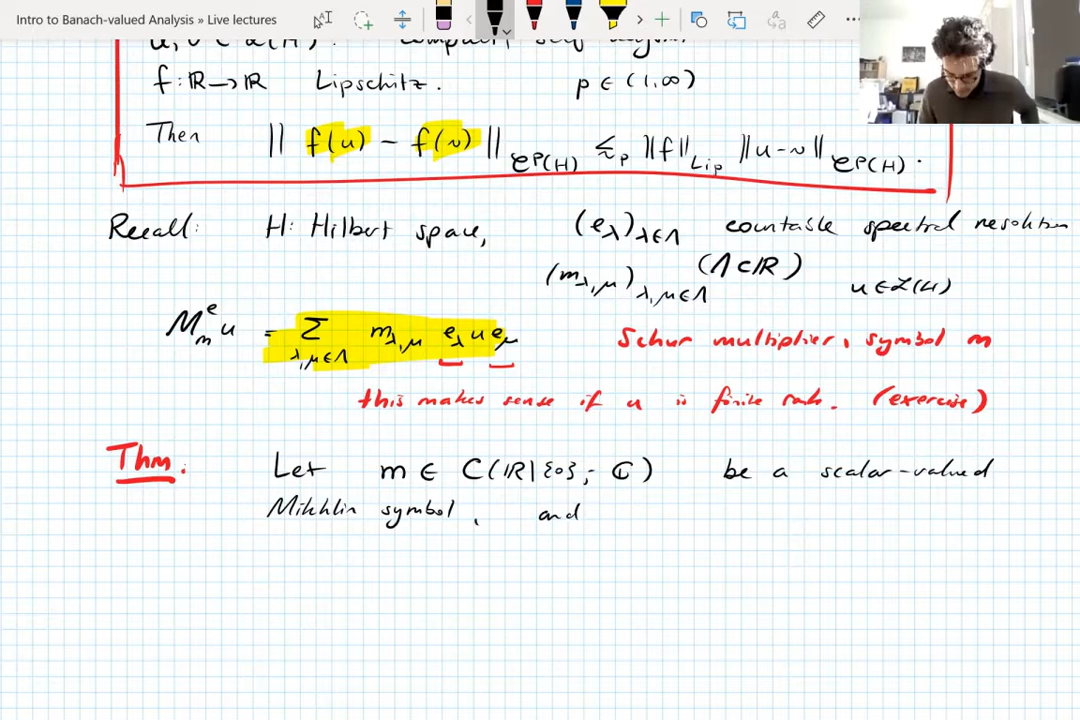 Intro to Banach-valued Analysis » Live lectures
f: ℝ → ℝ Lipschitz. p ∈ (1,∞)
Then || f(u) - f(v) ||_{𝒞^p(H)} ≲_p ||f||_{Lip} ||u-v||_{𝒞^p(H)}.
Recall: H: Hilbert space, (e_λ)_{λ∈Λ} countable spectral resolution
(Λ⊂ℝ)
(m_{λ,μ})_{λ,μ∈Λ} u∈ℒ(H)
M^e_m u = Σ_{λ,μ∈Λ} m_{λ,μ} e_λ u e_μ Schur multiplier, symbol m
this makes sense if u is finite rank. (exercise)
Thm: Let m ∈ C(ℝ\{0}; ℂ) be a scalar-valued
Mikhlin symbol, and